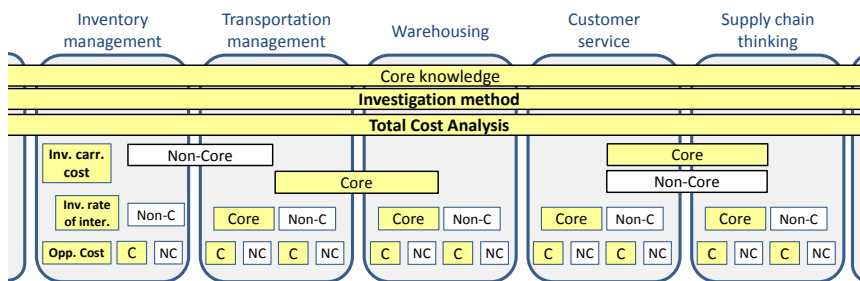 Inventory
management
Transportation
management
Warehousing
Customer
service
Supply chain
thinking
Core knowledge
Investigation method
Total Cost Analysis
Inv. carr.
cost
Non-Core
Core
Core
Non-Core
Inv. rate
of inter.
Non-C
Core
Non-C
Core
Non-C
Core
Non-C
Core
Non-C
Opp. Cost
C
NC
C
NC
C
NC
C
NC
C
NC
C
NC
C
NC
C
NC
C
NC